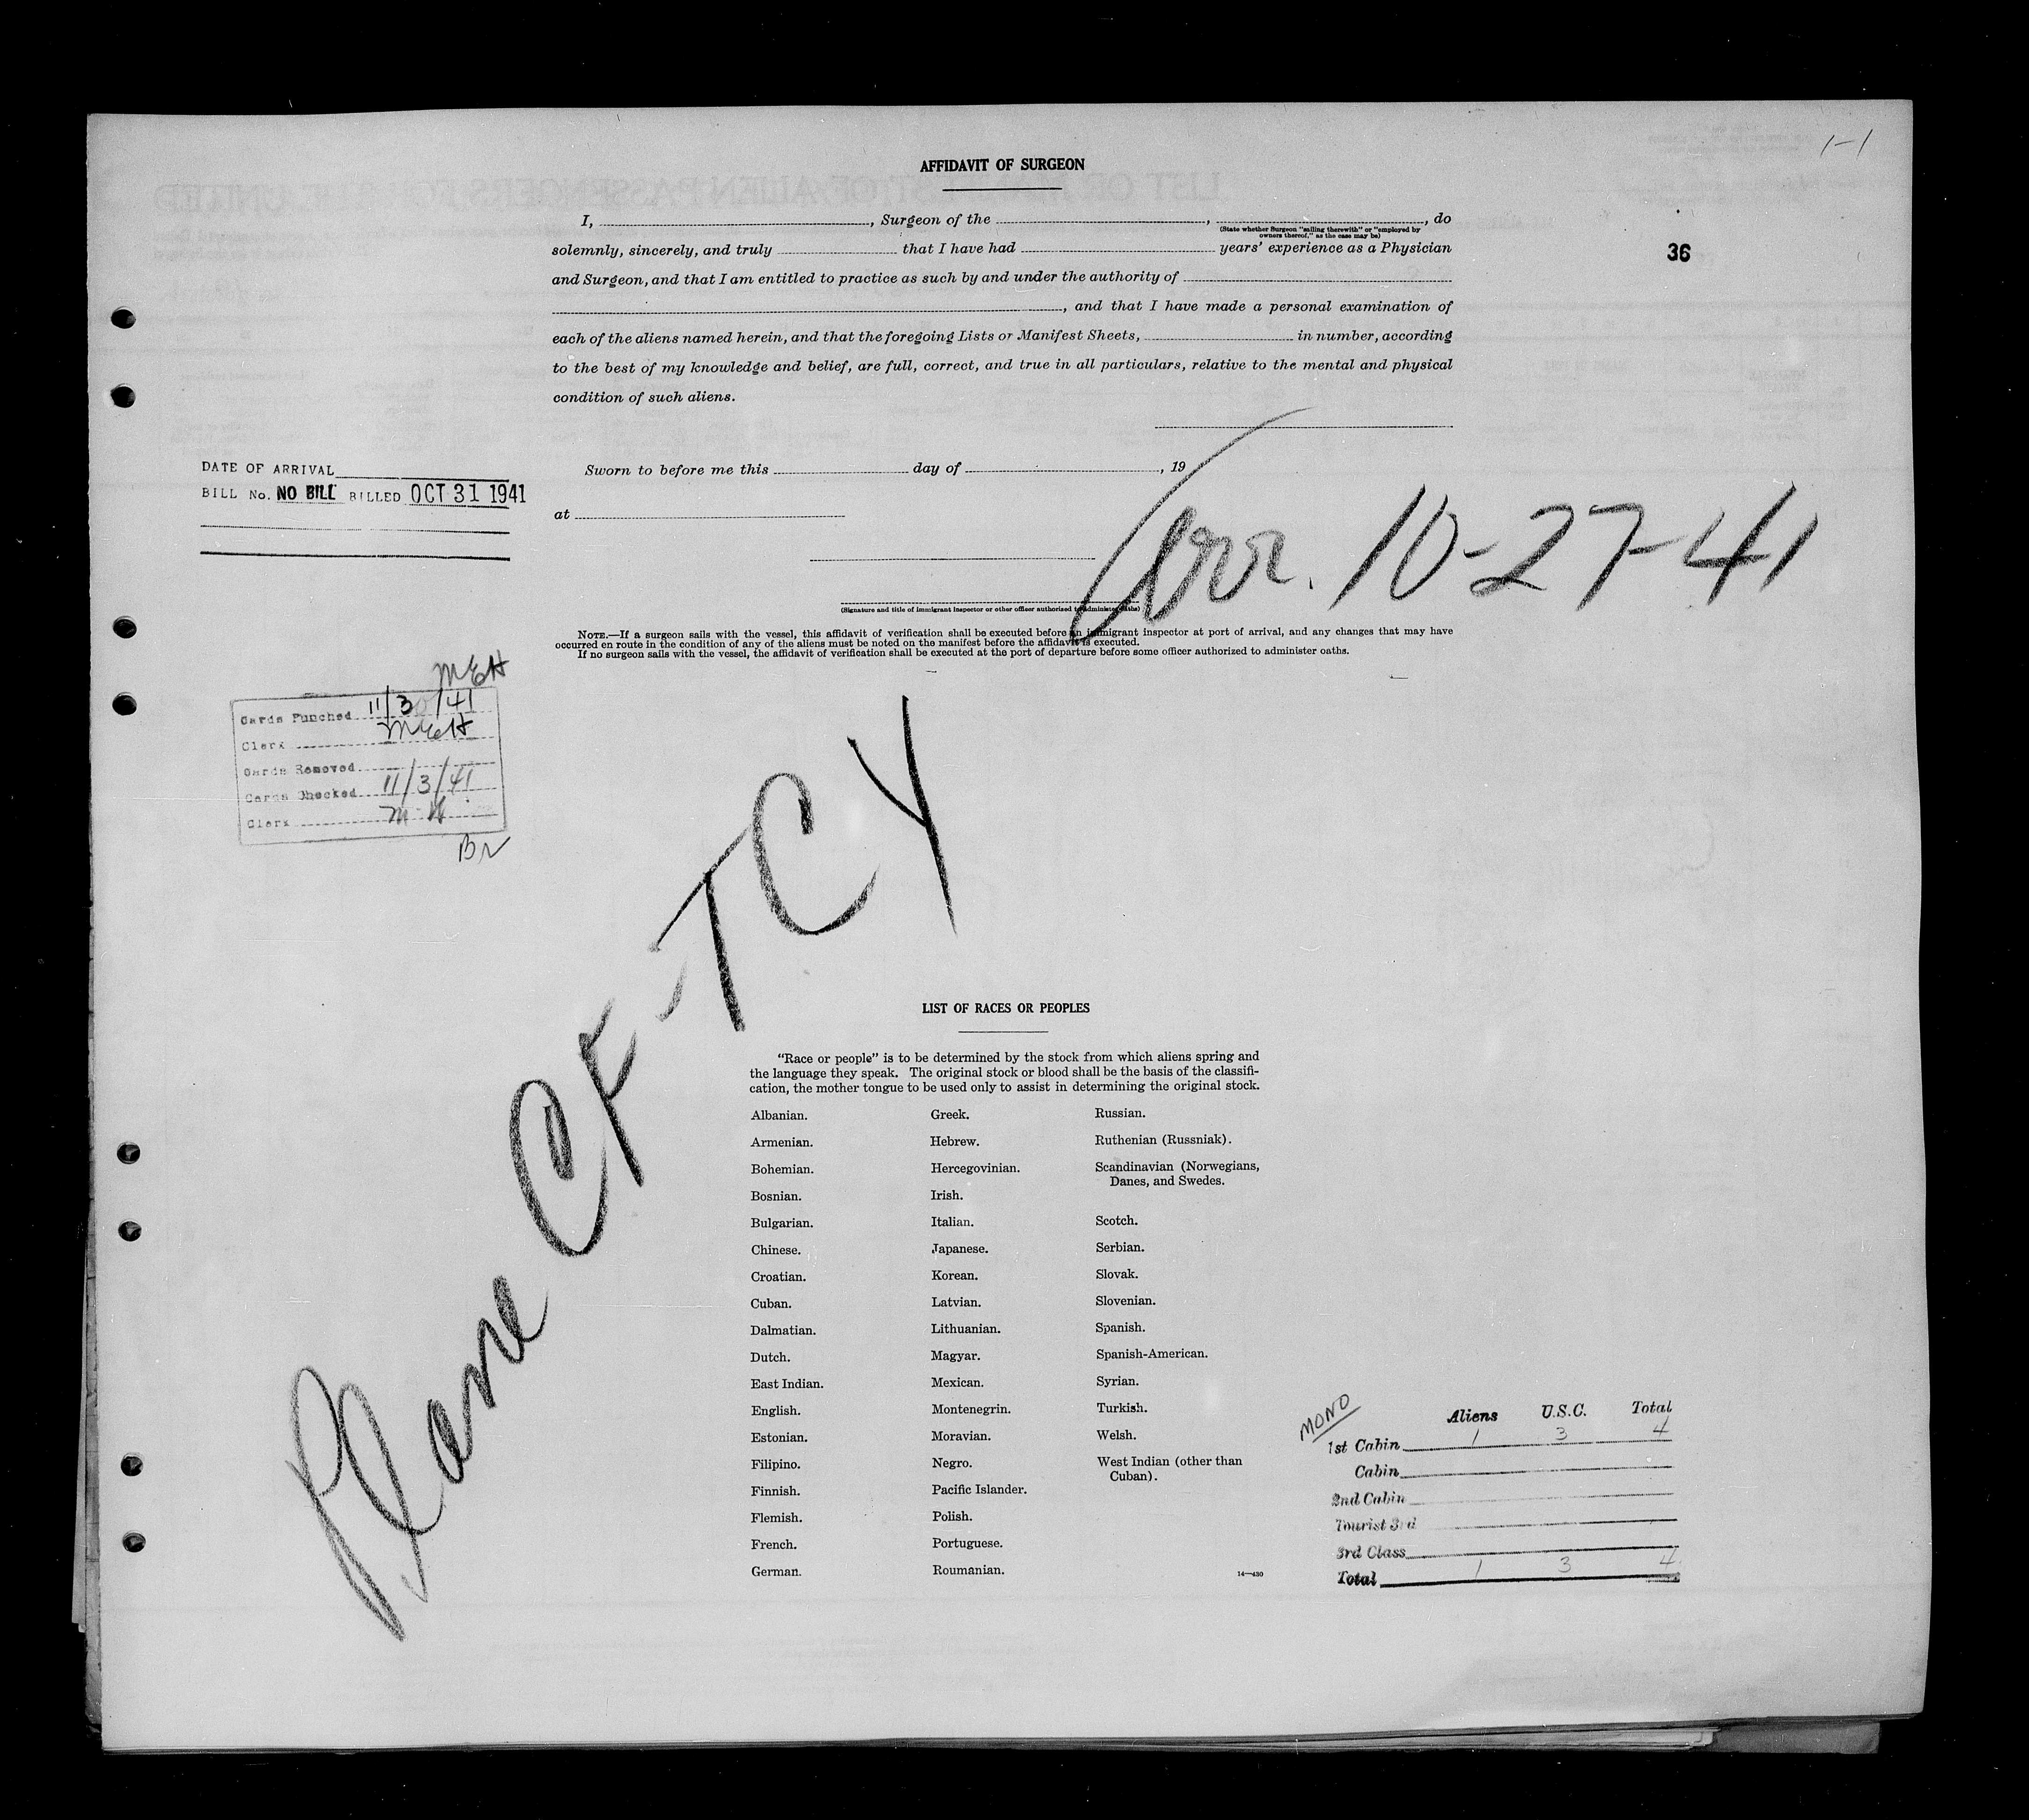 1-1
AFFIDAVIT OF SURGEON
I, , Surgeon of the , , do
(State whether Surgeon "sailing therewith" or "employed by
owners thereof," as the case may be)
solemnly, sincerely, and truly that I have had years' experience as a Physician
36
and Surgeon, and that I am entitled to practice as such by and under the authority of
, and that I have made a personal examination of
each of the aliens named herein, and that the foregoing Lists or Manifest Sheets, in number, according
to the best of my knowledge and belief, are full, correct, and true in all particulars, relative to the mental and physical
condition of such aliens.
DATE OF ARRIVAL
BILL No. NO BILL BILLED OCT 31 1941
Sworn to before me this day of , 19
at
Arr. 10-27-41
(Signature and title of immigrant inspector or other officer authorized to administer oaths)
NOTE.—If a surgeon sails with the vessel, this affidavit of verification shall be executed before an immigrant inspector at port of arrival, and any changes that may have
occurred en route in the condition of any of the aliens must be noted on the manifest before the affidavit is executed.
If no surgeon sails with the vessel, the affidavit of verification shall be executed at the port of departure before some officer authorized to administer oaths.
MEH
Cards Punched 11/3/41
Clerk MEH
Cards Removed
Cards Checked 11/3/41
Clerk M H
Plane CF-TCY
LIST OF RACES OR PEOPLES
"Race or people" is to be determined by the stock from which aliens spring and
the language they speak. The original stock or blood shall be the basis of the classifi-
cation, the mother tongue to be used only to assist in determining the original stock.
Albanian.
Armenian.
Bohemian.
Bosnian.
Bulgarian.
Chinese.
Croatian.
Cuban.
Dalmatian.
Dutch.
East Indian.
English.
Estonian.
Filipino.
Finnish.
Flemish.
French.
German.
Greek.
Hebrew.
Hercegovinian.
Irish.
Italian.
Japanese.
Korean.
Latvian.
Lithuanian.
Magyar.
Mexican.
Montenegrin.
Moravian.
Negro.
Pacific Islander.
Polish.
Portuguese.
Roumanian.
Russian.
Ruthenian (Russniak).
Scandinavian (Norwegians,
Danes, and Swedes.
Scotch.
Serbian.
Slovak.
Slovenian.
Spanish.
Spanish-American.
Syrian.
Turkish.
Welsh.
West Indian (other than
Cuban).
14—430
MONO
Aliens U.S.C. Total
1st Cabin 1 3 4
Cabin
2nd Cabin
Tourist 3rd
3rd Class
Total 1 3 4